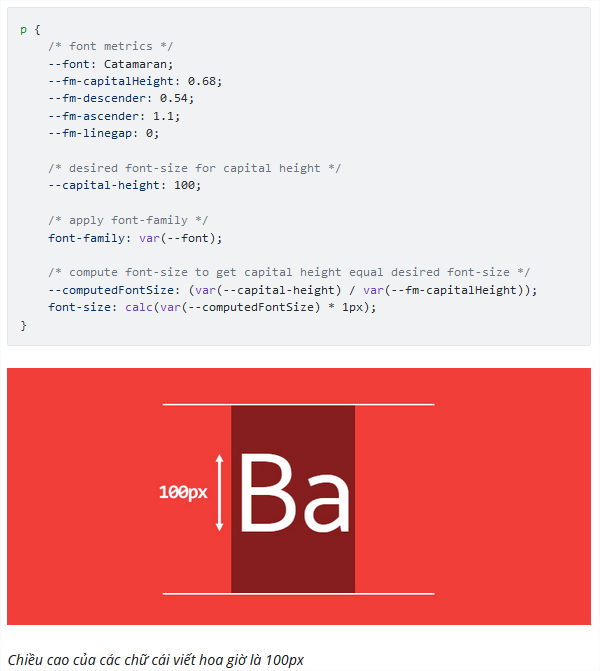 p {
    /* font metrics */
    --font: Catamaran;
    --fm-capitalHeight: 0.68;
    --fm-descender: 0.54;
    --fm-ascender: 1.1;
    --fm-linegap: 0;

    /* desired font-size for capital height */
    --capital-height: 100;

    /* apply font-family */
    font-family: var(--font);

    /* compute font-size to get capital height equal desired font-size */
    --computedFontSize: (var(--capital-height) / var(--fm-capitalHeight));
    font-size: calc(var(--computedFontSize) * 1px);
}
100px Ba
Chiều cao của các chữ cái viết hoa giờ là 100px